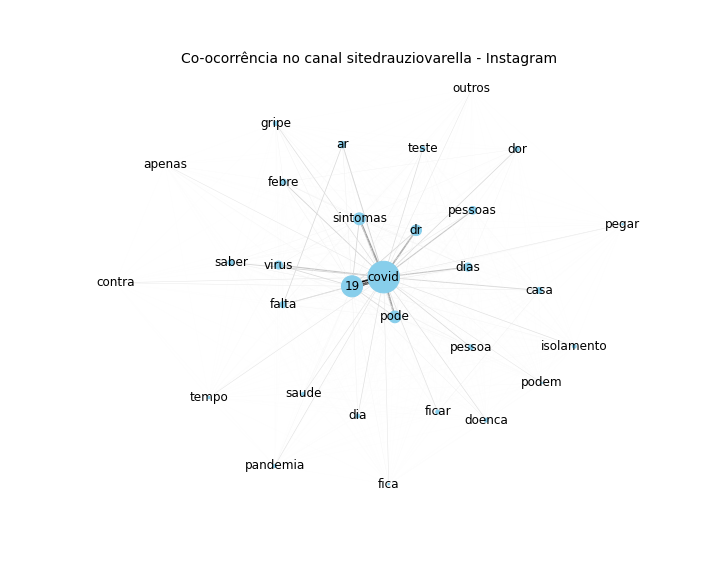 Co-ocorrência no canal sitedrauziovarella - Instagram
outros
gripe
ar
teste
dor
apenas
febre
sintomas
pessoas
dr
pegar
saber
virus
dias
covid
contra
19
casa
falta
pode
pessoa
isolamento
podem
tempo
saude
dia
ficar
doenca
pandemia
fica